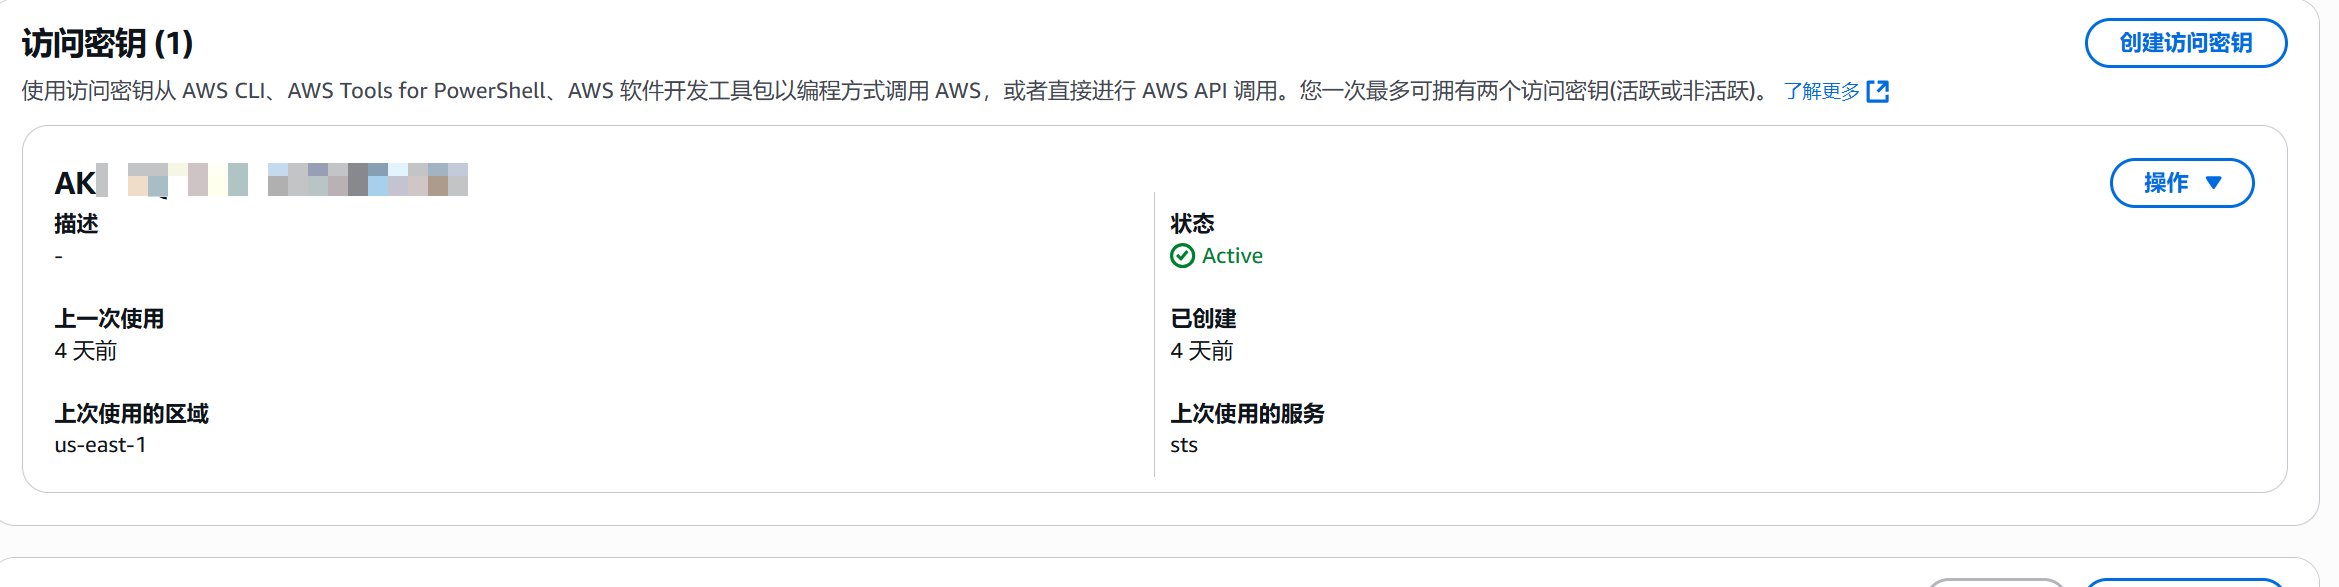 访问密钥 (1)
创建访问密钥
使用访问密钥从 AWS CLI、AWS Tools for PowerShell、AWS 软件开发工具包以编程方式调用 AWS，或者直接进行 AWS API 调用。您一次最多可拥有两个访问密钥(活跃或非活跃)。 了解更多
AK
操作
描述
-
状态
Active
上一次使用
4 天前
已创建
4 天前
上次使用的区域
us-east-1
上次使用的服务
sts